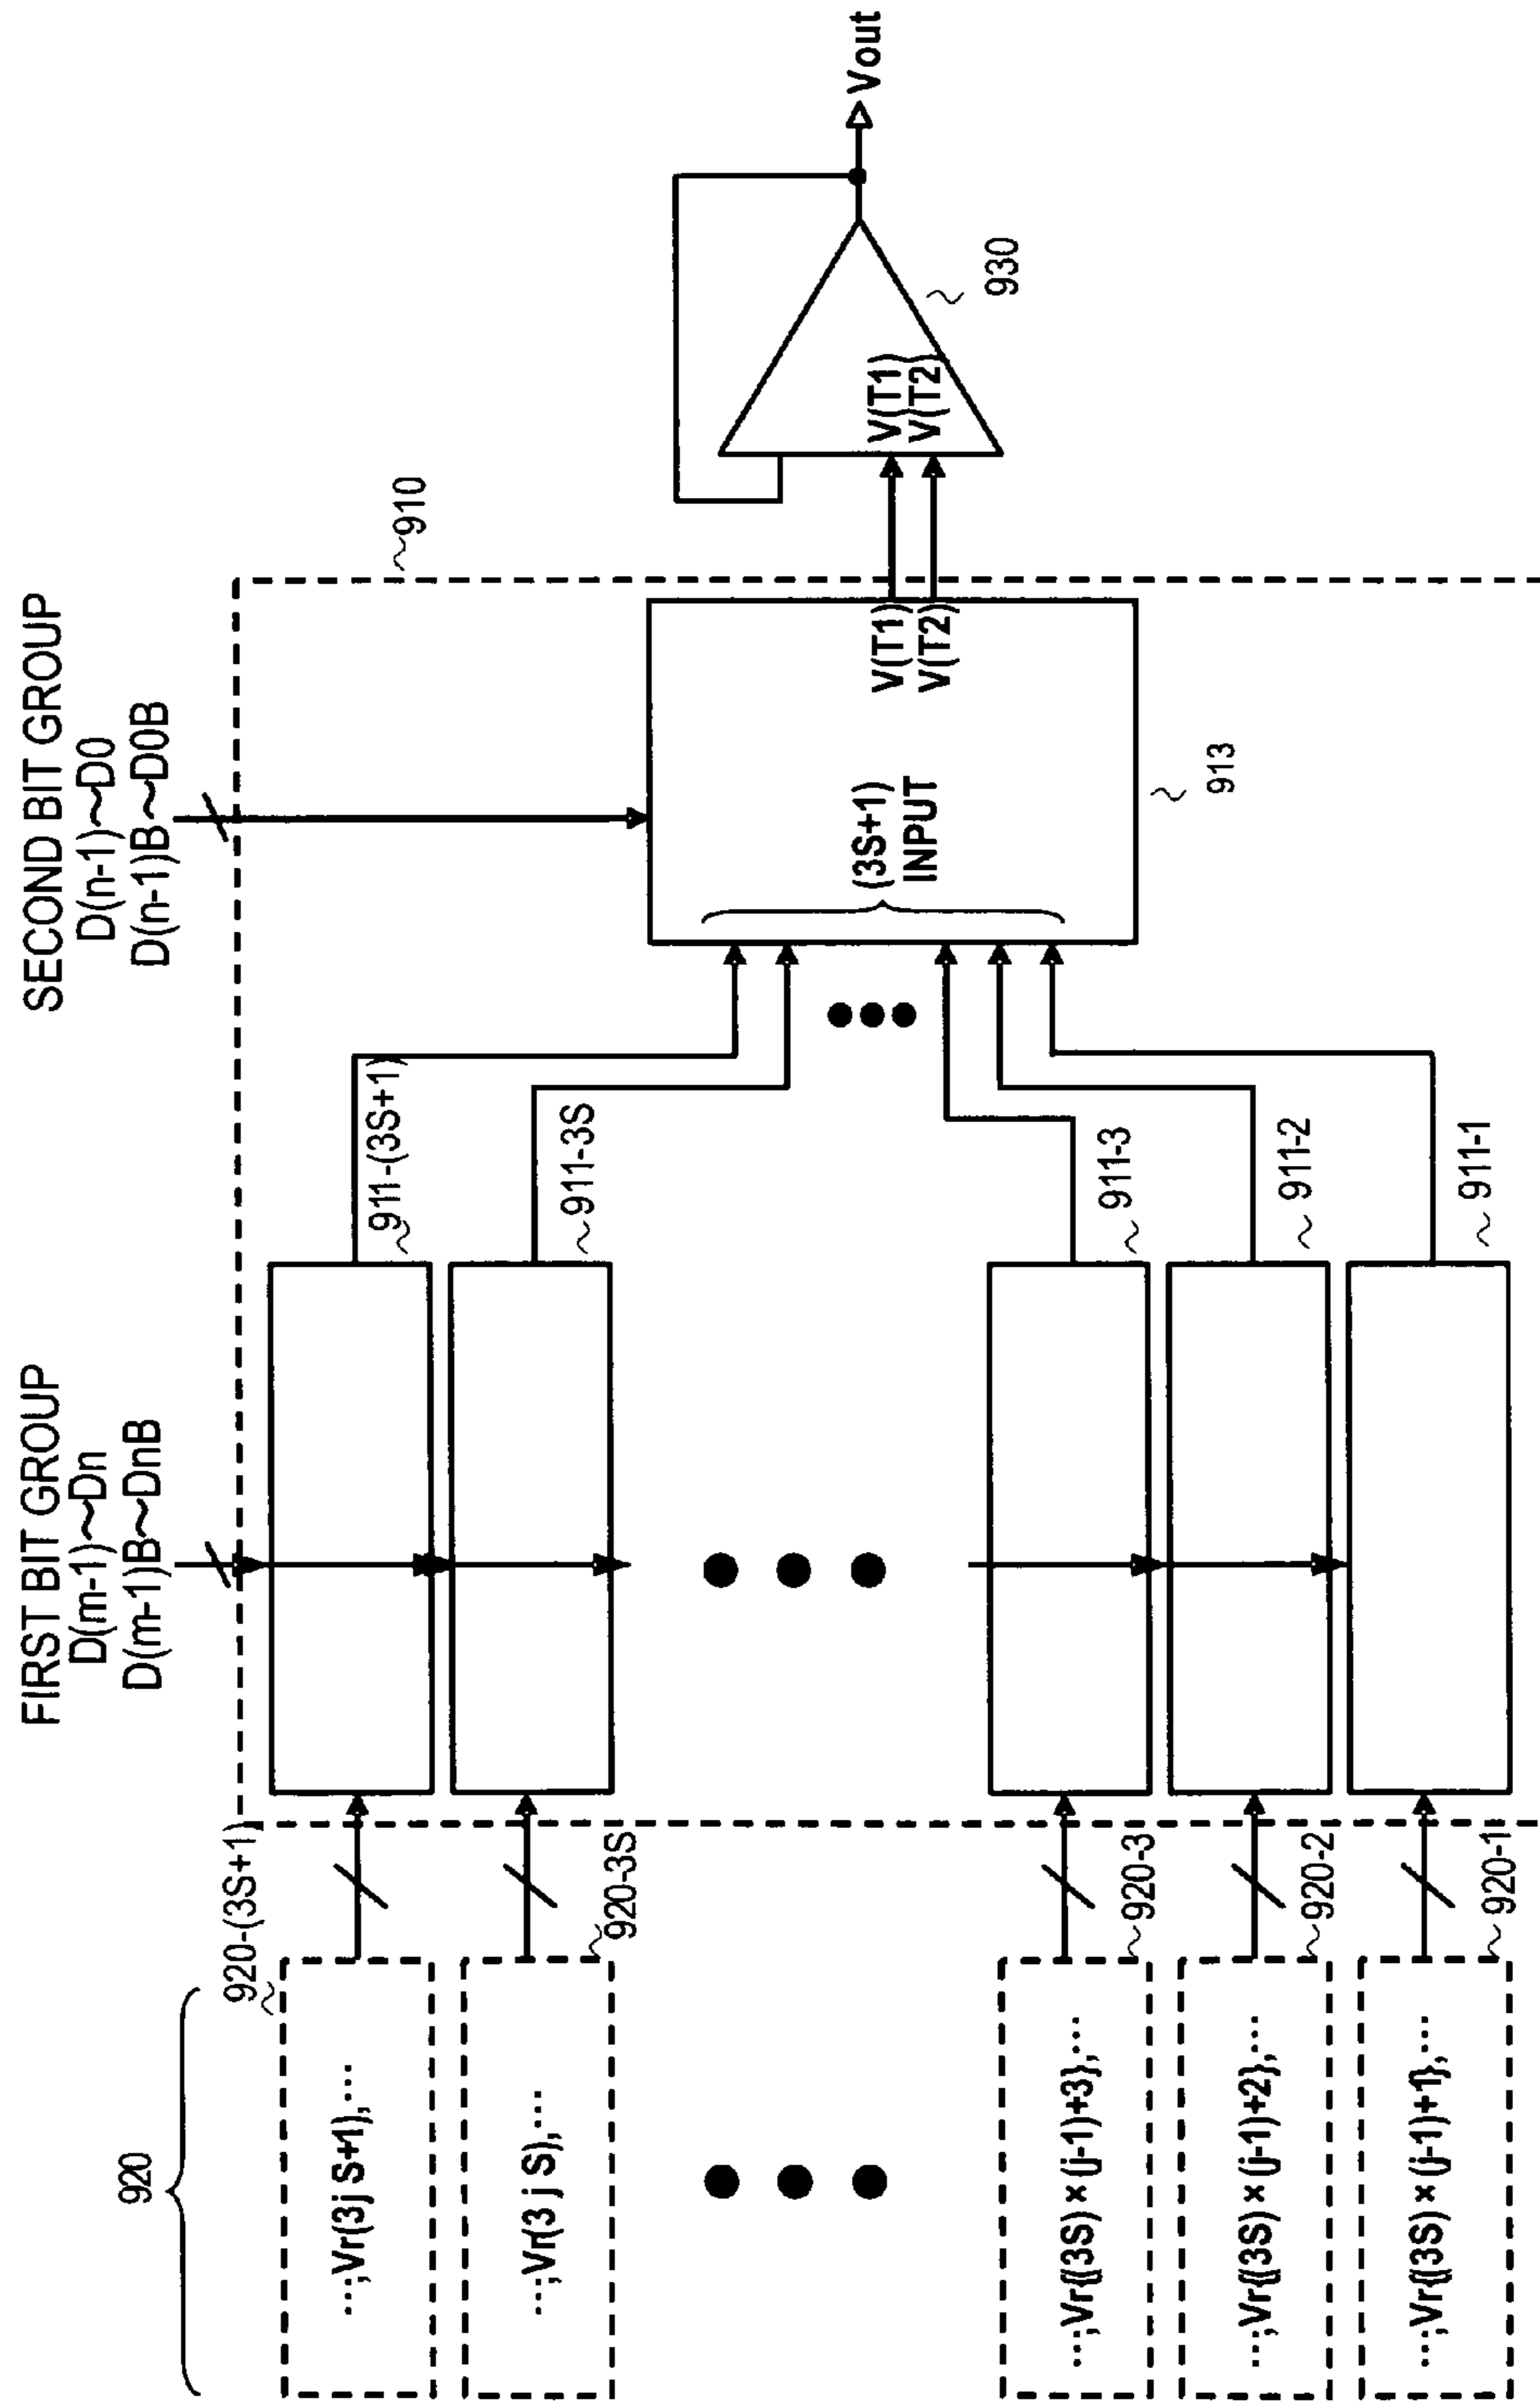 FIRST BIT GROUP
D(m-1)~Dn
D(m-1)B~DnB
SECOND BIT GROUP
D(n-1)~D0
D(n-1)B~D0B
920
920-(3S+1)
910
···,Vr(3j S+1),···
911-(3S+1)
···,Vr(3 j S),···
920-3S
911-3S
(3S+1)
INPUT
V(T1)
V(T2)
V(T1)
V(T2)
Vout
930
913
···,Vr{(3S)×(j-1)+3},···
920-3
911-3
···,Vr{(3S)×(j-1)+2},···
920-2
911-2
···,Vr{(3S)×(j-1)+1},···
920-1
911-1